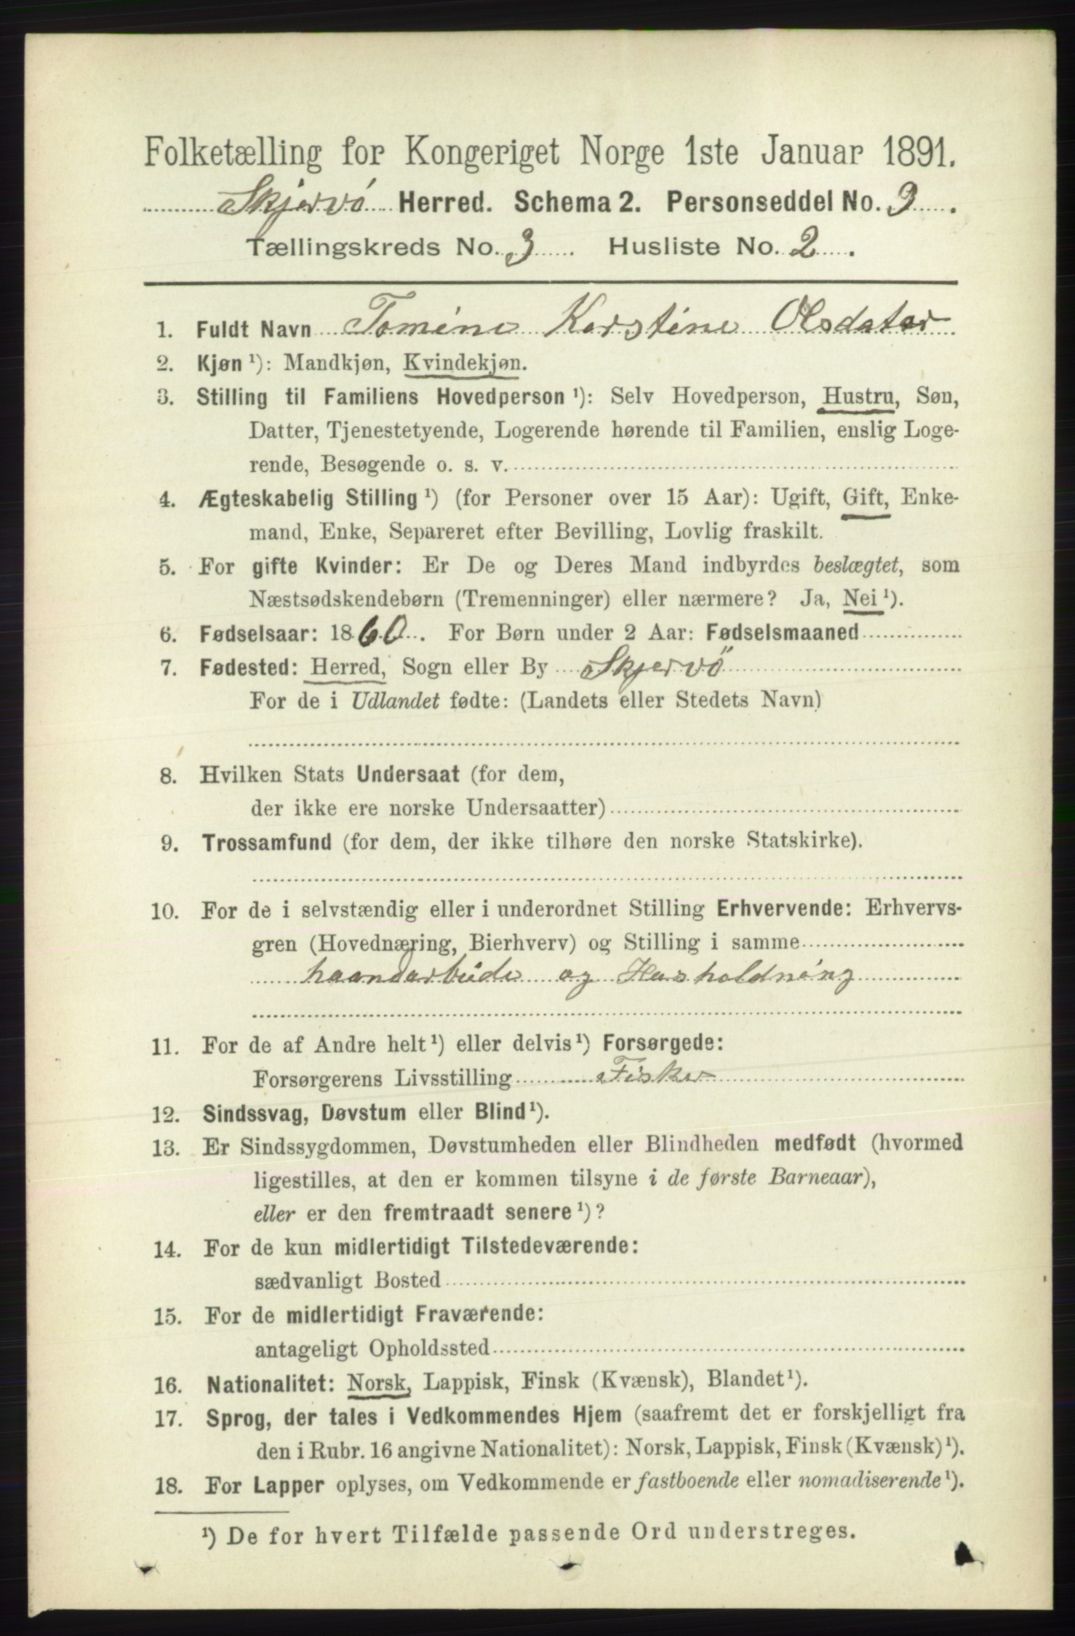 Folketælling for Kongeriget Norge 1ste Januar 1891.
Skjervö Herred. Schema 2. Personseddel No. 3.
Tællingskreds No. 3. Husliste No. 2.
1. Fuldt Navn Tomine Karstine Olsdater
2. Kjøn ¹): Mandkjøn, Kvindekjøn.
3. Stilling til Familiens Hovedperson ¹): Selv Hovedperson, Hustru, Søn,
Datter, Tjenestetyende, Logerende hørende til Familien, enslig Loge-
rende, Besøgende o. s. v.
4. Ægteskabelig Stilling ¹) (for Personer over 15 Aar): Ugift, Gift, Enke-
mand, Enke, Separeret efter Bevilling, Lovlig fraskilt.
5. For gifte Kvinder: Er De og Deres Mand indbyrdes beslægtet, som
Næstsødskendebørn (Tremenninger) eller nærmere? Ja, Nei ¹).
6. Fødselsaar: 1860. For Børn under 2 Aar: Fødselsmaaned
7. Fødested: Herred, Sogn eller By Skjervö
For de i Udlandet fødte: (Landets eller Stedets Navn)
8. Hvilken Stats Undersaat (for dem,
der ikke ere norske Undersaatter)
9. Trossamfund (for dem, der ikke tilhøre den norske Statskirke).
10. For de i selvstændig eller i underordnet Stilling Erhvervende: Erhvervs-
gren (Hovednæring, Bierhverv) og Stilling i samme
haandarbeide og Husholdning
11. For de af Andre helt ¹) eller delvis ¹) Forsørgede:
Forsørgerens Livsstilling Fisker
12. Sindssvag, Døvstum eller Blind ¹).
13. Er Sindssygdommen, Døvstumheden eller Blindheden medfødt (hvormed
ligestilles, at den er kommen tilsyne i de første Barneaar),
eller er den fremtraadt senere ¹)?
14. For de kun midlertidigt Tilstedeværende:
sædvanligt Bosted
15. For de midlertidigt Fraværende:
antageligt Opholdssted
16. Nationalitet: Norsk, Lappisk, Finsk (Kvænsk), Blandet ¹).
17. Sprog, der tales i Vedkommendes Hjem (saafremt det er forskjelligt fra
den i Rubr. 16 angivne Nationalitet): Norsk, Lappisk, Finsk (Kvænsk) ¹).
18. For Lapper oplyses, om Vedkommende er fastboende eller nomadiserende ¹).
¹) De for hvert Tilfælde passende Ord understreges.